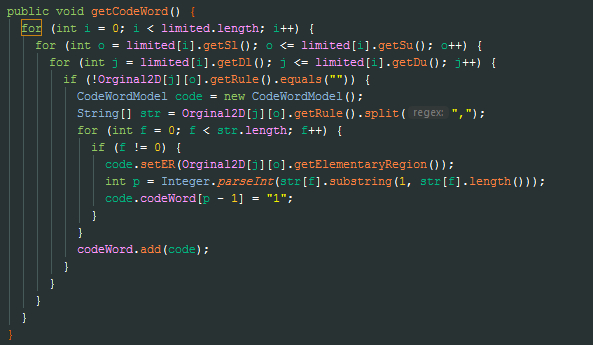 public void getCodeWord() {
for (int i = 0; i < limited.length; i++) {
for (int o = limited[i].getSl(); o <= limited[i].getSu(); o++) {
for (int j = limited[i].getDl(); j <= limited[i].getDu(); j++) {
if (!Orginal2D[j][o].getRule().equals("")) {
CodeWordModel code = new CodeWordModel();
String[] str = Orginal2D[j][o].getRule().split( regex: ",");
for (int f = 0; f < str.length; f++) {
if (f != 0) {
code.setER(Orginal2D[j][o].getElementaryRegion());
int p = Integer.parseInt(str[f].substring(1, str[f].length()));
code.codeWord[p - 1] = "1";
}
}
codeWord.add(code);
}
}
}
}
}